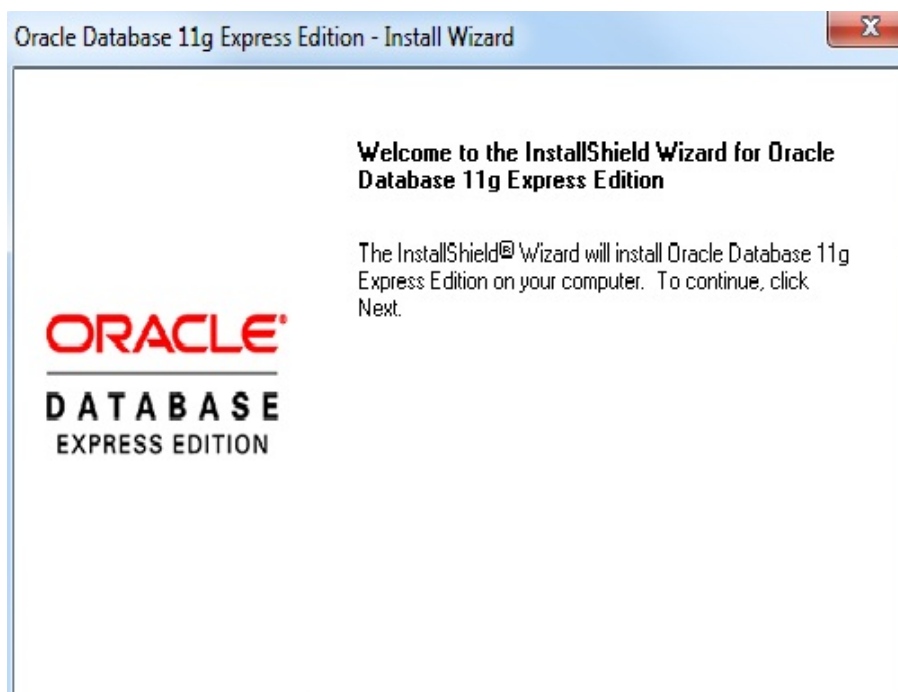 Oracle Database 11g Express Edition - Install Wizard
X
Welcome to the InstallShield Wizard for Oracle
Database 11g Express Edition
The InstallShield® Wizard will install Oracle Database 11g
Express Edition on your computer. To continue, click
Next.
ORACLE®
DATABASE
EXPRESS EDITION